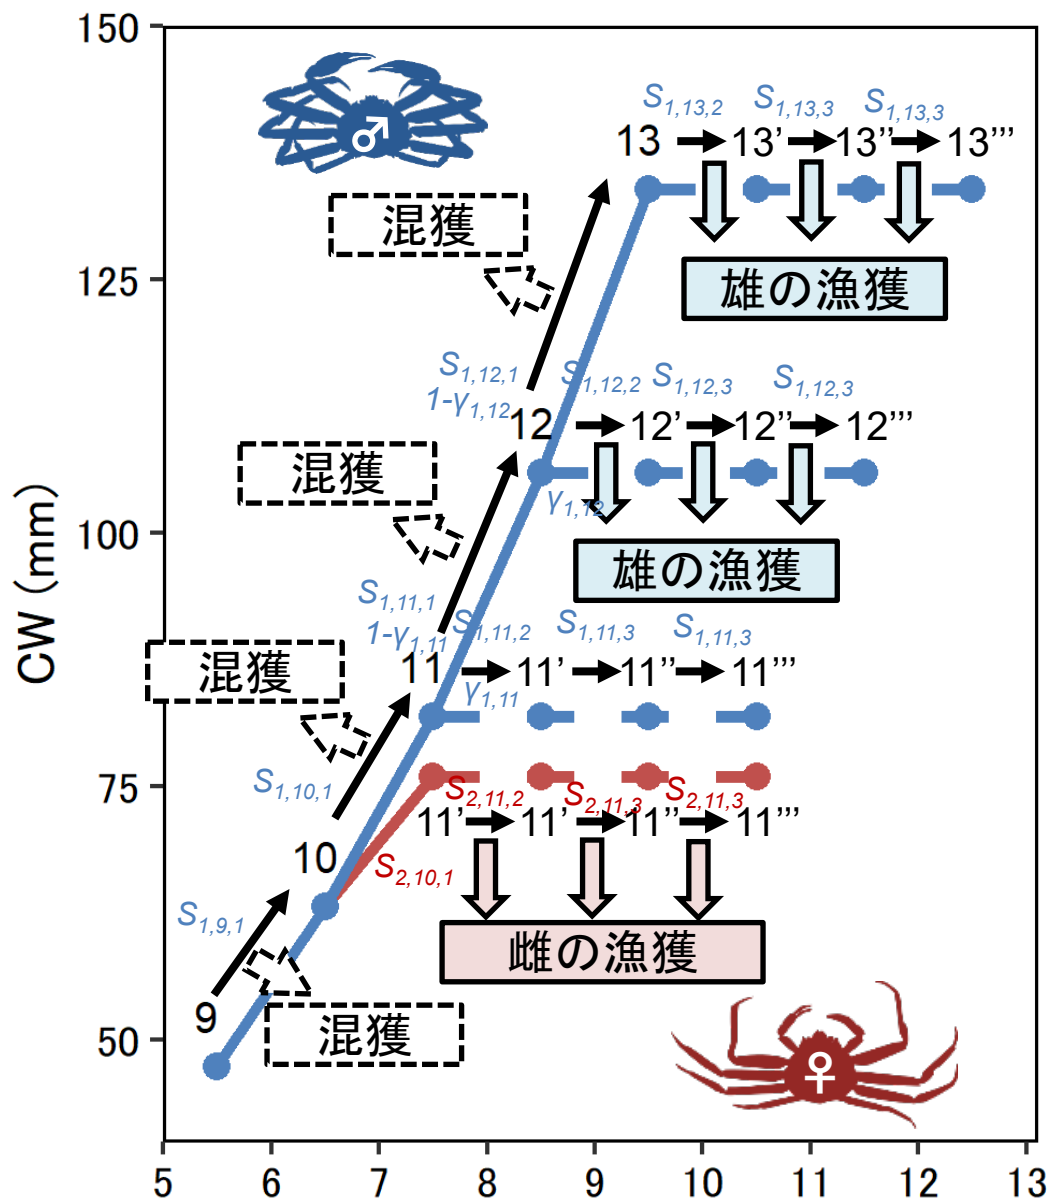 150
S1,13,2 S1,13,3 S1,13,3
13 13' 13'' 13'''
♂
混獲
125
雄の漁獲
S1,12,1 S1,12,2 S1,12,3 S1,12,3
1-γ1,12
12 12' 12'' 12'''
混獲
γ1,12
CW (mm)
100
雄の漁獲
S1,11,1
1-γ1,11 S1,11,2 S1,11,3 S1,11,3
混獲
11 11' 11'' 11'''
γ1,11
75
S1,10,1
S2,11,2 S2,11,3 S2,11,3
11' 11' 11'' 11'''
10
S2,10,1
S1,9,1
雌の漁獲
9
混獲
50
♀
5 6 7 8 9 10 11 12 13